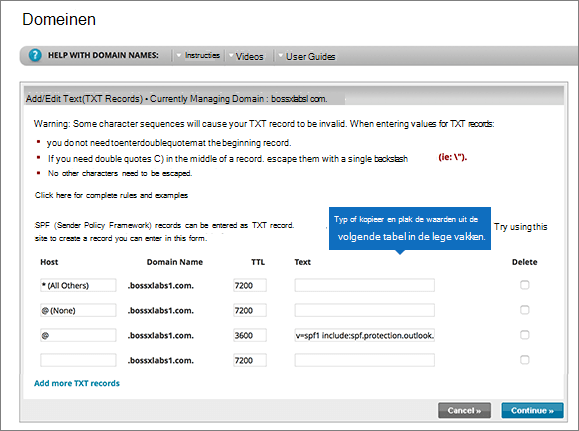 Domeinen
? HELP WITH DOMAIN NAMES: Instructies Videos User Guides
Add/Edit Text(TXT Records) • Currently Managing Domain : bossxlabsl com.
Warning: Some character sequences will cause your TXT record to be invalid. When entering values for TXT records:
you do not need toenterdoublequotemat the beginning record.
If you need double quotes C) in the middle of a record. escape them with a single backslash (ie: \").
No other characters need to be escaped.
Click here for complete rules and examples
Typ of kopieer en plak de waarden uit de
volgende tabel in de lege vakken.
SPF (Sender Policy Framework) records can be entered as TXT record. Try using this
site to create a record you can enter in this form.
Host Domain Name TTL Text Delete
* (All Others) .bossxlabs1.com. 7200
@ (None) .bossxlabs1.com. 7200
@ .bossxlabs1.com. 3600 v=spf1 include:spf.protection.outlook.
.bossxlabs1.com. 7200
Add more TXT records
Cancel » Continue »